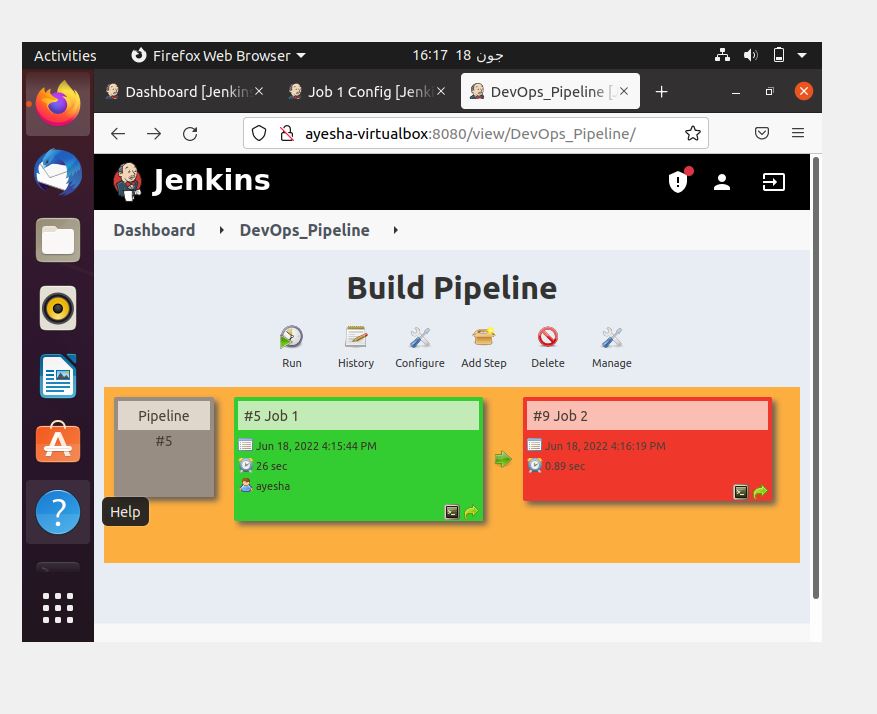 Activities
Firefox Web Browser
16:17 18 جون
Dashboard [Jenkins
Job 1 Config [Jenki
DevOps_Pipeline [J
ayesha-virtualbox:8080/view/DevOps_Pipeline/
Jenkins
Dashboard
DevOps_Pipeline
Build Pipeline
Run
History
Configure
Add Step
Delete
Manage
Pipeline
#5
#5 Job 1
Jun 18, 2022 4:15:44 PM
26 sec
ayesha
#9 Job 2
Jun 18, 2022 4:16:19 PM
0.89 sec
Help